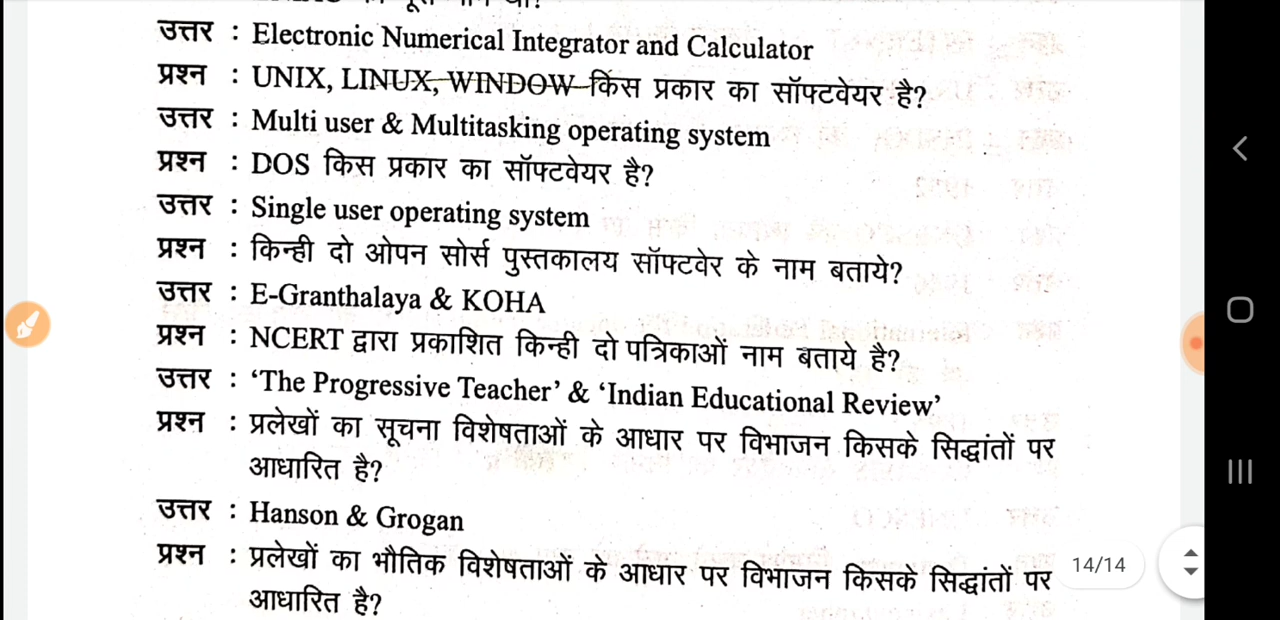 उत्तर : Electronic Numerical Integrator and Calculator
प्रश्न : UNIX, LINUX, WINDOW किस प्रकार का सॉफ्टवेयर है?
उत्तर : Multi user & Multitasking operating system
प्रश्न : DOS किस प्रकार का सॉफ्टवेयर है?
उत्तर : Single user operating system
प्रश्न : किन्ही दो ओपन सोर्स पुस्तकालय सॉफ्टवेर के नाम बताये?
उत्तर : E-Granthalaya & KOHA
प्रश्न : NCERT द्वारा प्रकाशित किन्ही दो पत्रिकाओं नाम बताये है?
उत्तर : ‘The Progressive Teacher’ & ‘Indian Educational Review’
प्रश्न : प्रलेखों का सूचना विशेषताओं के आधार पर विभाजन किसके सिद्धांतों पर
आधारित है?
उत्तर : Hanson & Grogan
प्रश्न : प्रलेखों का भौतिक विशेषताओं के आधार पर विभाजन किसके सिद्धांतों पर
आधारित है?
14/14